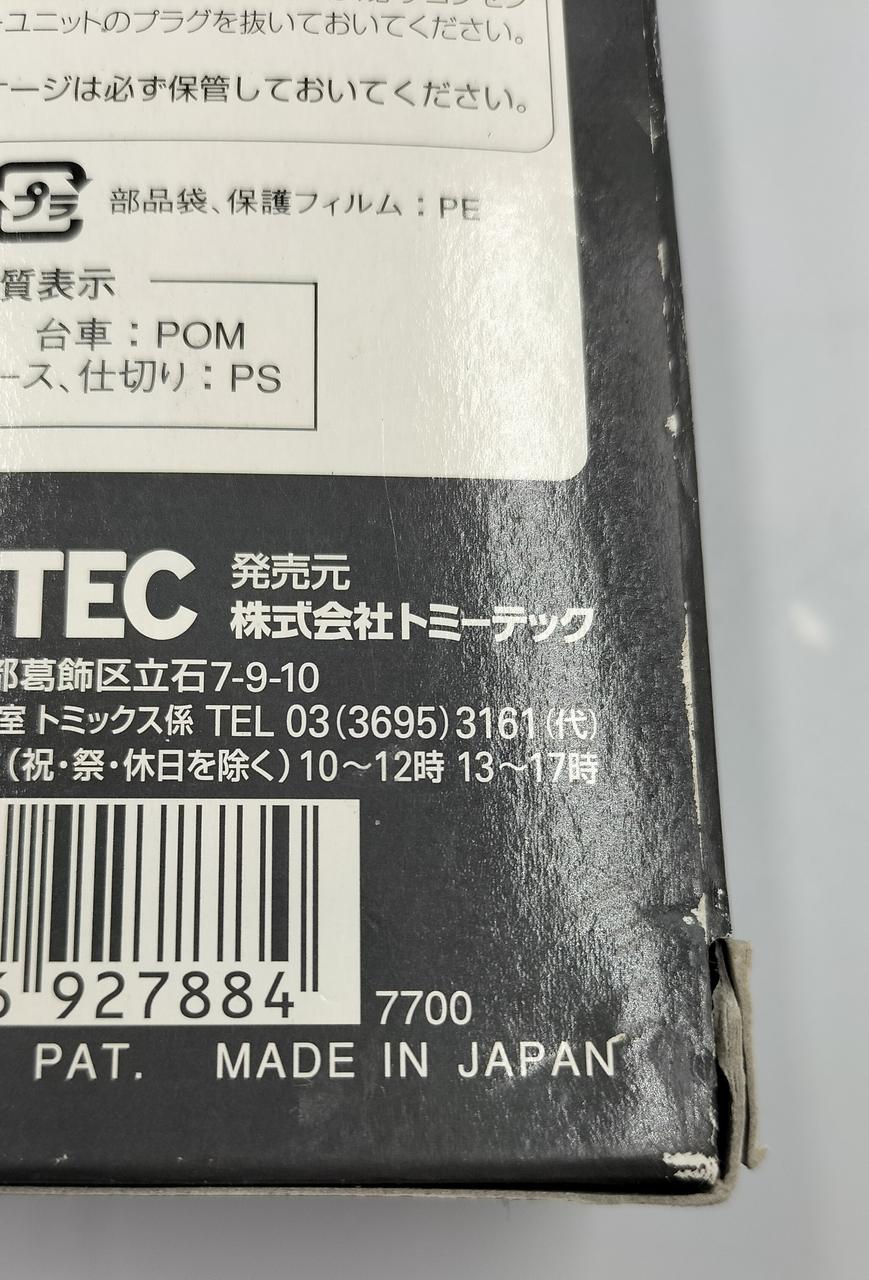 ユニットのプラグを抜いておいてください。
ージは必ず保管しておいてください。
プラ 部品袋、保護フィルム：PE
質表示
台車：POM
ース、仕切り：PS
TEC 発売元
株式会社トミーテック
都葛飾区立石7-9-10
室 トミックス係 TEL 03(3695)3161(代)
(祝・祭・休日を除く)10〜12時 13〜17時
6 927884 7700
PAT. MADE IN JAPAN